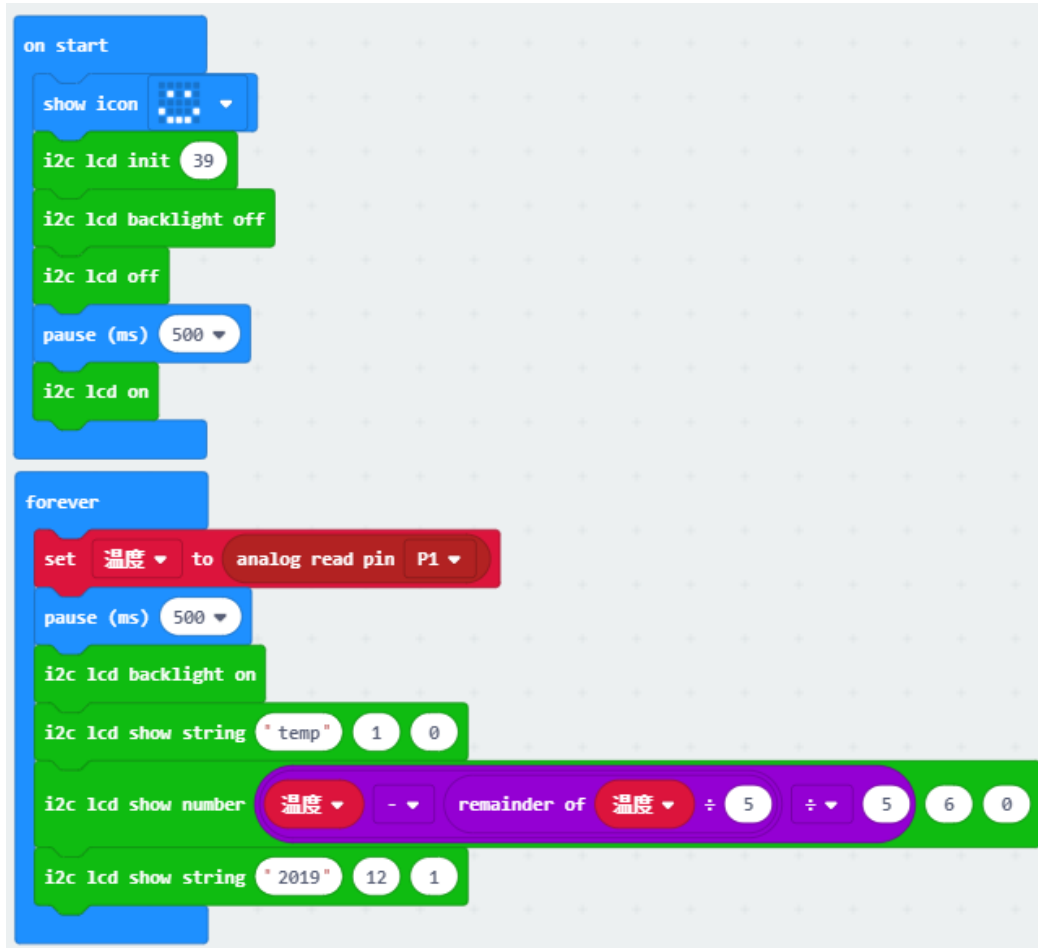 on start
show icon
i2c lcd init 39
i2c lcd backlight off
i2c lcd off
pause (ms) 500
i2c lcd on
forever
set 温度 to analog read pin P1
pause (ms) 500
i2c lcd backlight on
i2c lcd show string "temp" 1 0
i2c lcd show number 温度 - remainder of 温度 ÷ 5 ÷ 5 6 0
i2c lcd show string "2019" 12 1